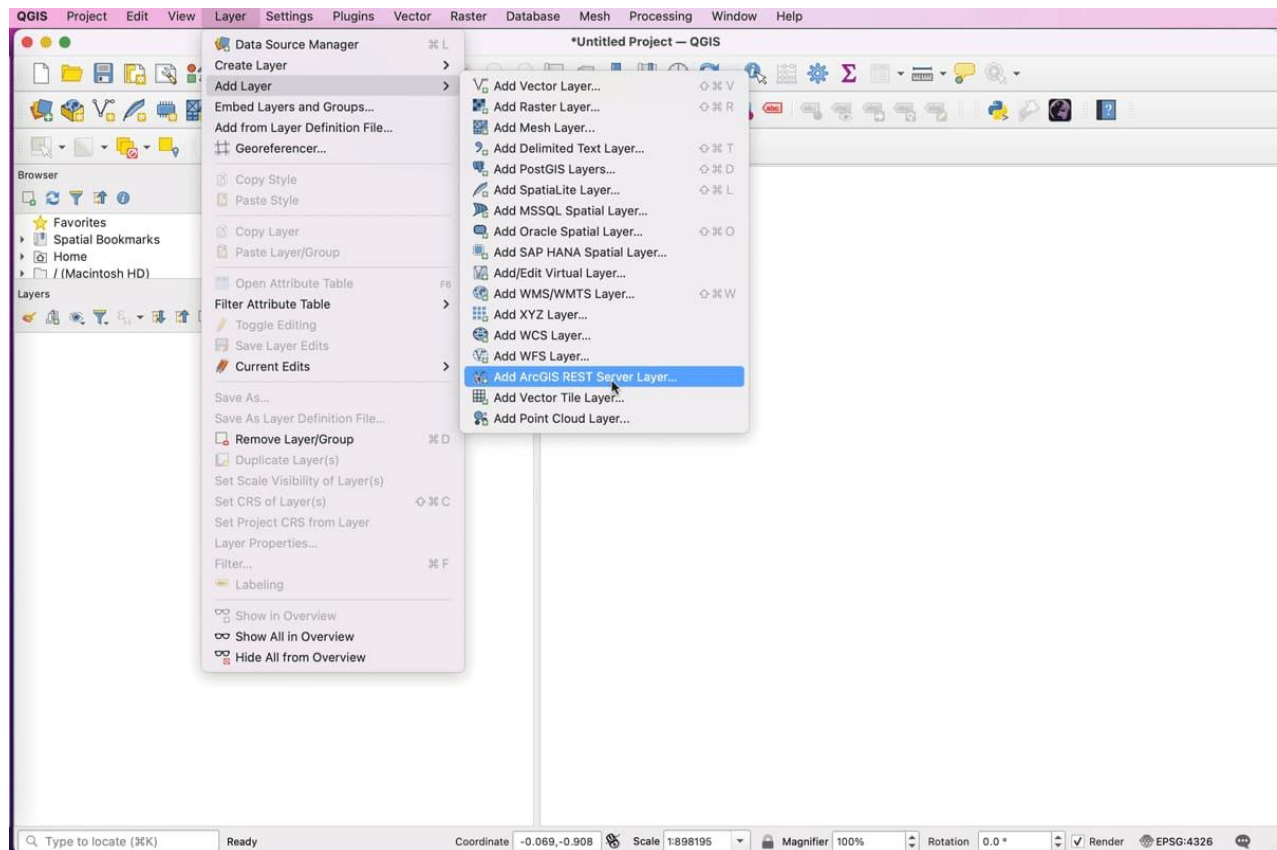 QGIS Project Edit View Layer Settings Plugins Vector Raster Database Mesh Processing Window Help
*Untitled Project — QGIS
Data Source Manager ⌘ L
Create Layer >
Add Layer >
Embed Layers and Groups...
Add from Layer Definition File...
Georeferencer...
Copy Style
Paste Style
Copy Layer
Paste Layer/Group
Open Attribute Table F6
Filter Attribute Table >
Toggle Editing
Save Layer Edits
Current Edits >
Save As...
Save As Layer Definition File...
Remove Layer/Group ⌘ D
Duplicate Layer(s)
Set Scale Visibility of Layer(s)
Set CRS of Layer(s) ⇧ ⌘ C
Set Project CRS from Layer
Layer Properties...
Filter... ⌘ F
Labeling
Show in Overview
Show All in Overview
Hide All from Overview
Add Vector Layer... ⇧ ⌘ V
Add Raster Layer... ⇧ ⌘ R
Add Mesh Layer...
Add Delimited Text Layer... ⇧ ⌘ T
Add PostGIS Layers... ⇧ ⌘ D
Add SpatiaLite Layer... ⇧ ⌘ L
Add MSSQL Spatial Layer...
Add Oracle Spatial Layer... ⇧ ⌘ O
Add SAP HANA Spatial Layer...
Add/Edit Virtual Layer...
Add WMS/WMTS Layer... ⇧ ⌘ W
Add XYZ Layer...
Add WCS Layer...
Add WFS Layer...
Add ArcGIS REST Server Layer...
Add Vector Tile Layer...
Add Point Cloud Layer...
abc
Browser
Favorites
Spatial Bookmarks
Home
/ (Macintosh HD)
Layers
Type to locate (⌘K) Ready Coordinate -0.069,-0.908 Scale 1:898195 Magnifier 100% Rotation 0.0 ° Render EPSG:4326